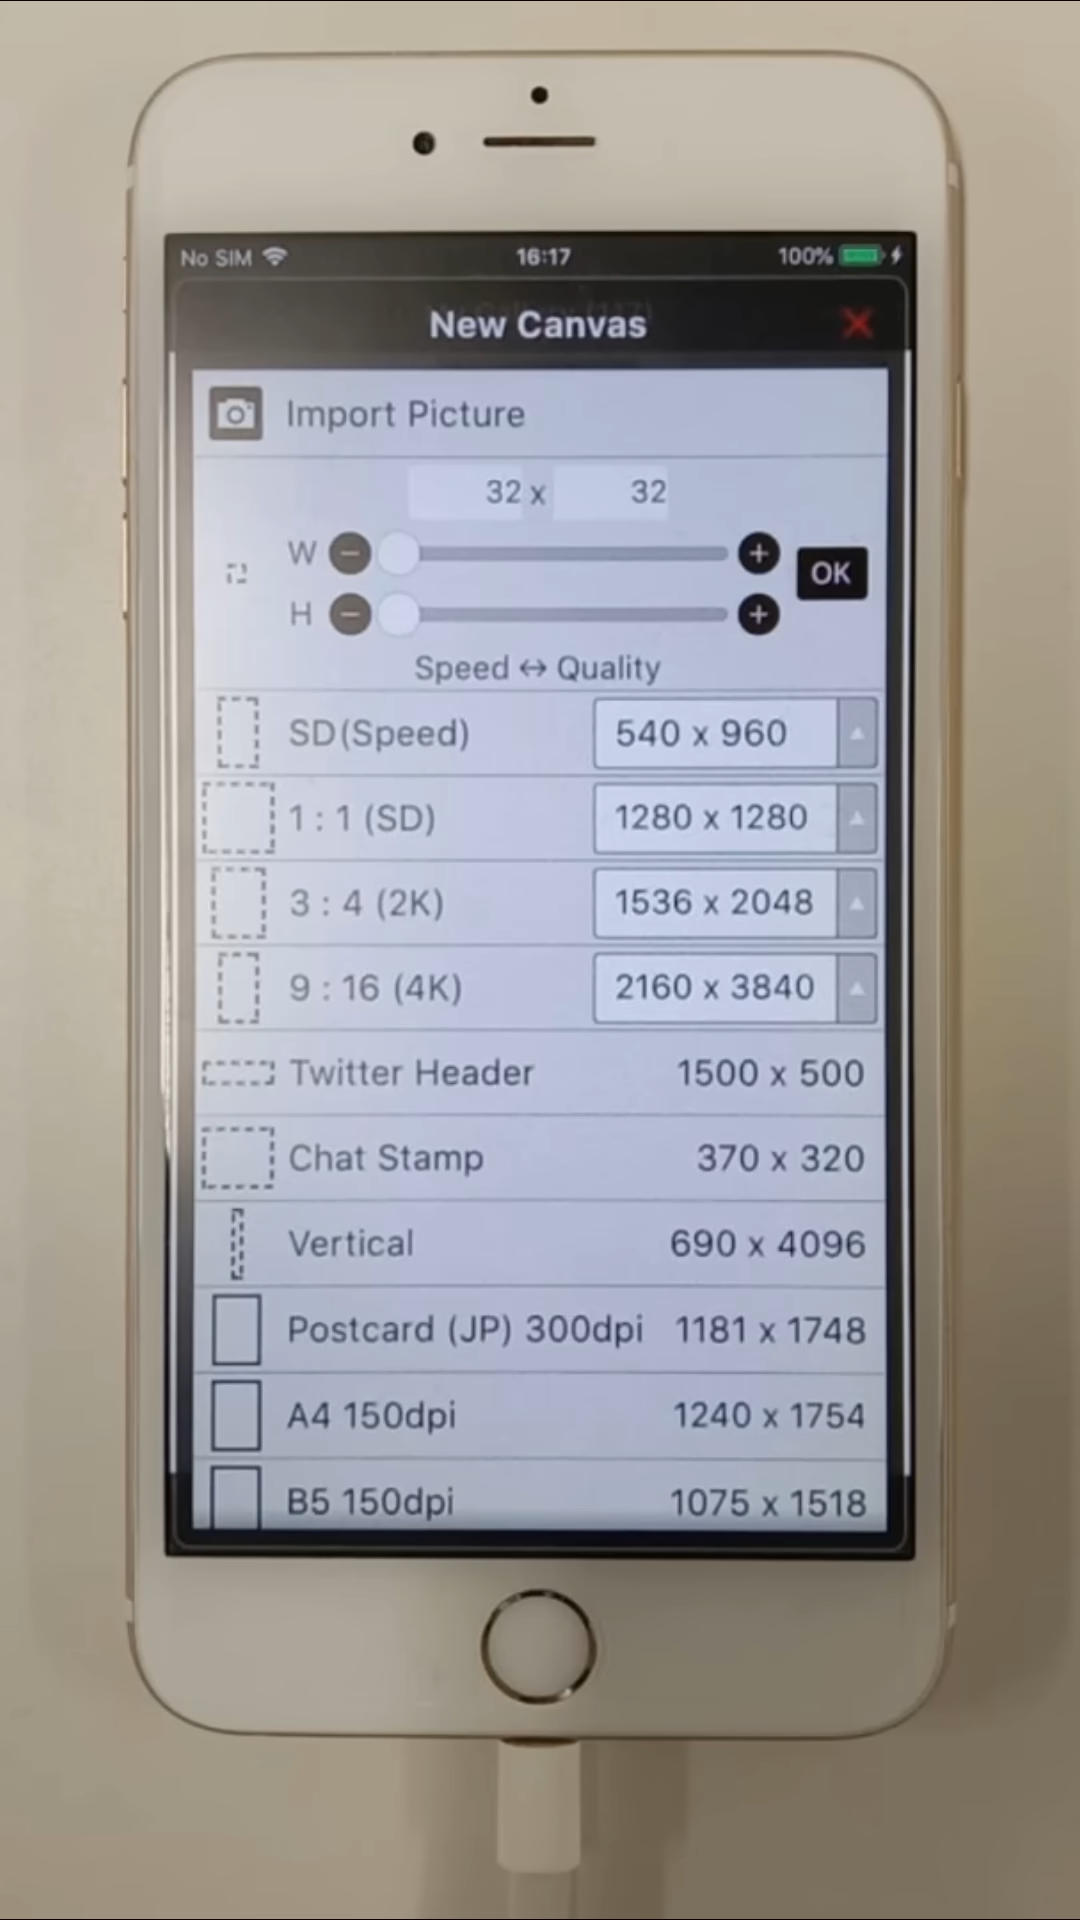 No SIM 16:17 100%
New Canvas
Import Picture
32 x 32
W
OK
H
Speed ↔ Quality
SD(Speed) 540 x 960
1 : 1 (SD) 1280 x 1280
3 : 4 (2K) 1536 x 2048
9 : 16 (4K) 2160 x 3840
Twitter Header 1500 x 500
Chat Stamp 370 x 320
Vertical 690 x 4096
Postcard (JP) 300dpi 1181 x 1748
A4 150dpi 1240 x 1754
B5 150dpi 1075 x 1518